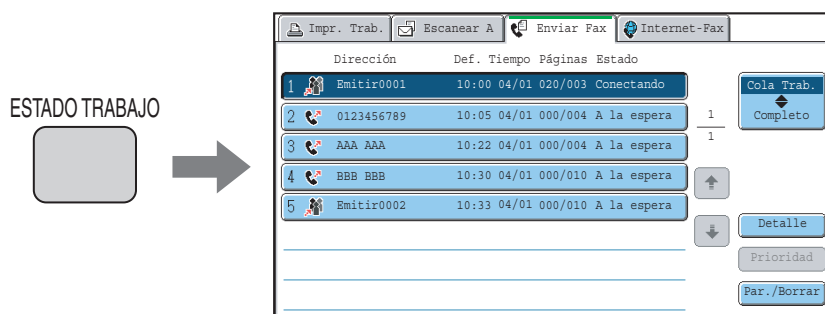 Impr. Trab. Escanear A Enviar Fax Internet-Fax
Dirección Def. Tiempo Páginas Estado
1 Emitir0001 10:00 04/01 020/003 Conectando
2 0123456789 10:05 04/01 000/004 A la espera
3 AAA AAA 10:22 04/01 000/004 A la espera
4 BBB BBB 10:30 04/01 000/010 A la espera
5 Emitir0002 10:33 04/01 000/010 A la espera
ESTADO TRABAJO
1
1
Cola Trab.
Completo
Detalle
Prioridad
Par./Borrar